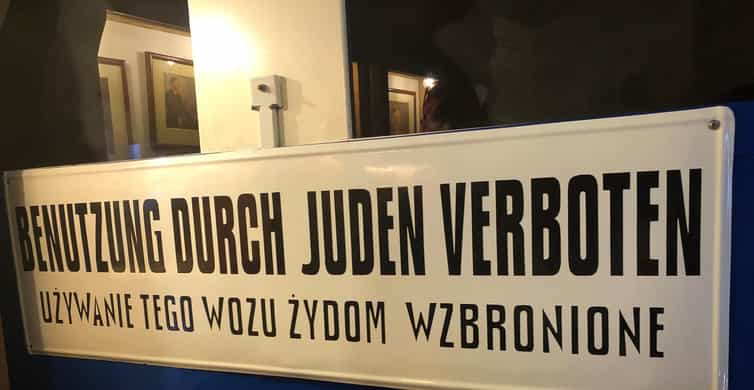 BENUTZUNG DURCH JUDEN VERBOTEN
UŻYWANIE TEGO WOZU ŻYDOM WZBRONIONE